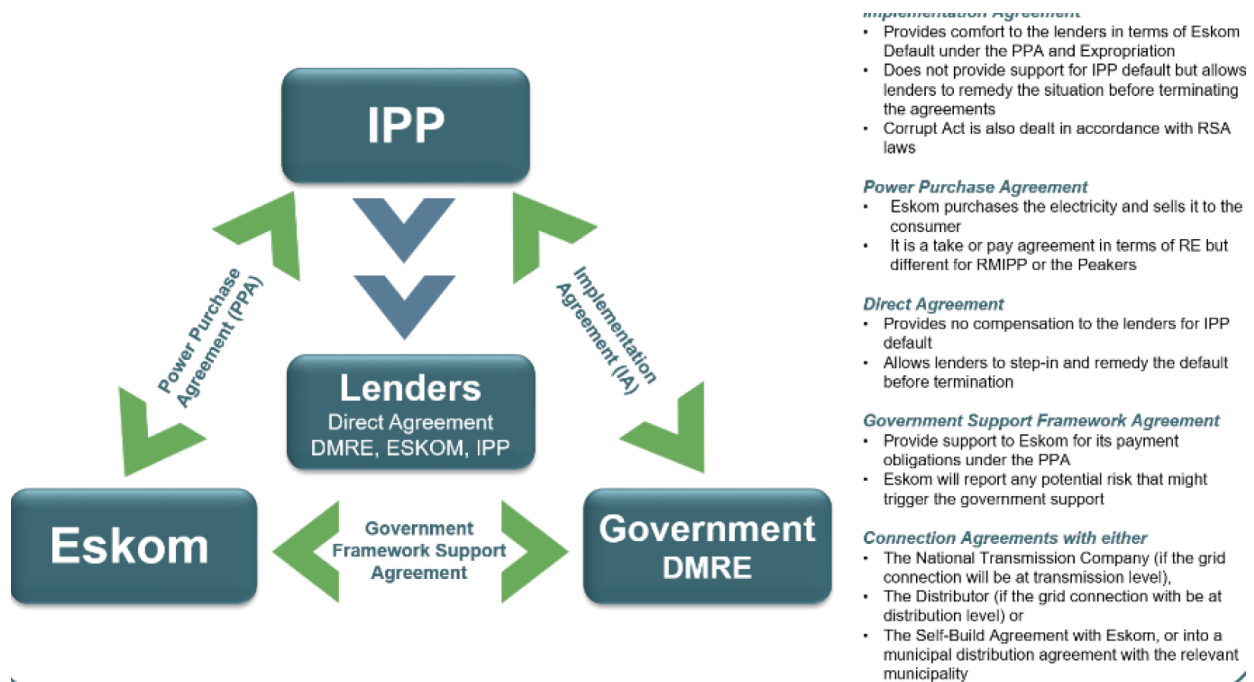 IPP
Power Purchase
Agreement (PPA)
Implementation
Agreement (IA)
Lenders
Direct Agreement
DMRE, ESKOM, IPP
Eskom
Government
Framework Support
Agreement
Government
DMRE
Implementation Agreement
• Provides comfort to the lenders in terms of Eskom
Default under the PPA and Expropriation
• Does not provide support for IPP default but allows
lenders to remedy the situation before terminating
the agreements
• Corrupt Act is also dealt in accordance with RSA
laws
Power Purchase Agreement
• Eskom purchases the electricity and sells it to the
consumer
• It is a take or pay agreement in terms of RE but
different for RMIPP or the Peakers
Direct Agreement
• Provides no compensation to the lenders for IPP
default
• Allows lenders to step-in and remedy the default
before termination
Government Support Framework Agreement
• Provide support to Eskom for its payment
obligations under the PPA
• Eskom will report any potential risk that might
trigger the government support
Connection Agreements with either
• The National Transmission Company (if the grid
connection will be at transmission level),
• The Distributor (if the grid connection with be at
distribution level) or
• The Self-Build Agreement with Eskom, or into a
municipal distribution agreement with the relevant
municipality